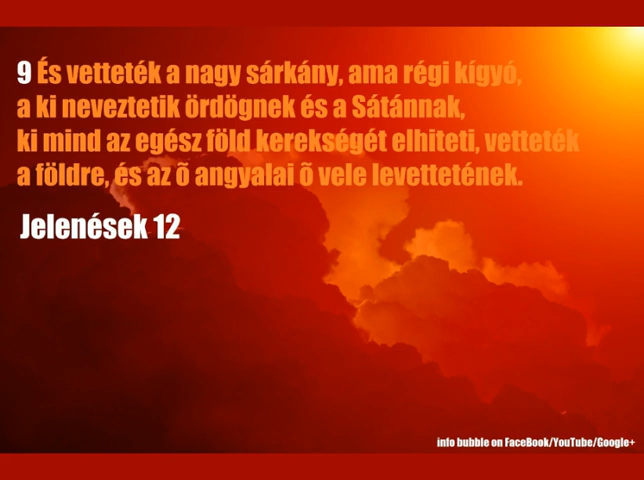 9 És vetteték a nagy sárkány, ama régi kígyó,
a ki neveztetik ördögnek és a Sátánnak,
ki mind az egész föld kerekségét elhiteti, vetteték
a földre, és az õ angyalai õ vele levettetének.
Jelenések 12
info bubble on FaceBook/YouTube/Google+